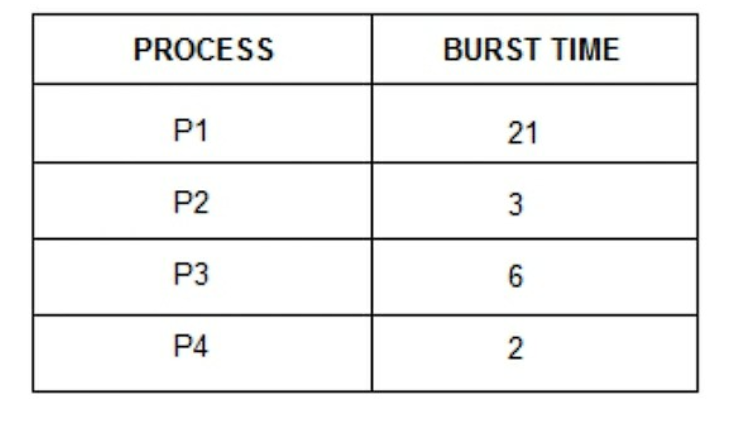 PROCESS BURST TIME
P1 21
P2 3
P3 6
P4 2